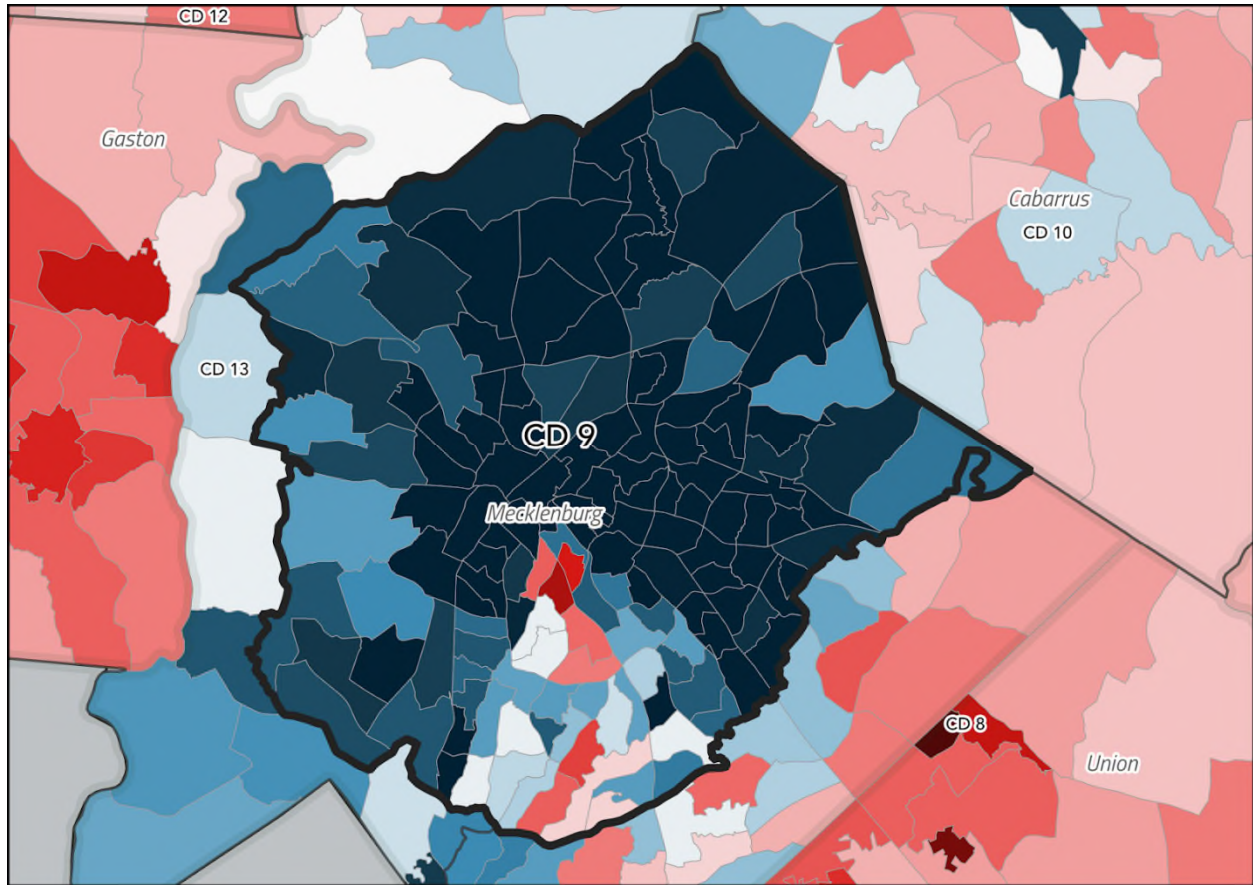 CD 12
Gaston
Cabarrus
CD 10
CD 13
CD 9
Mecklenburg
CD 8
Union